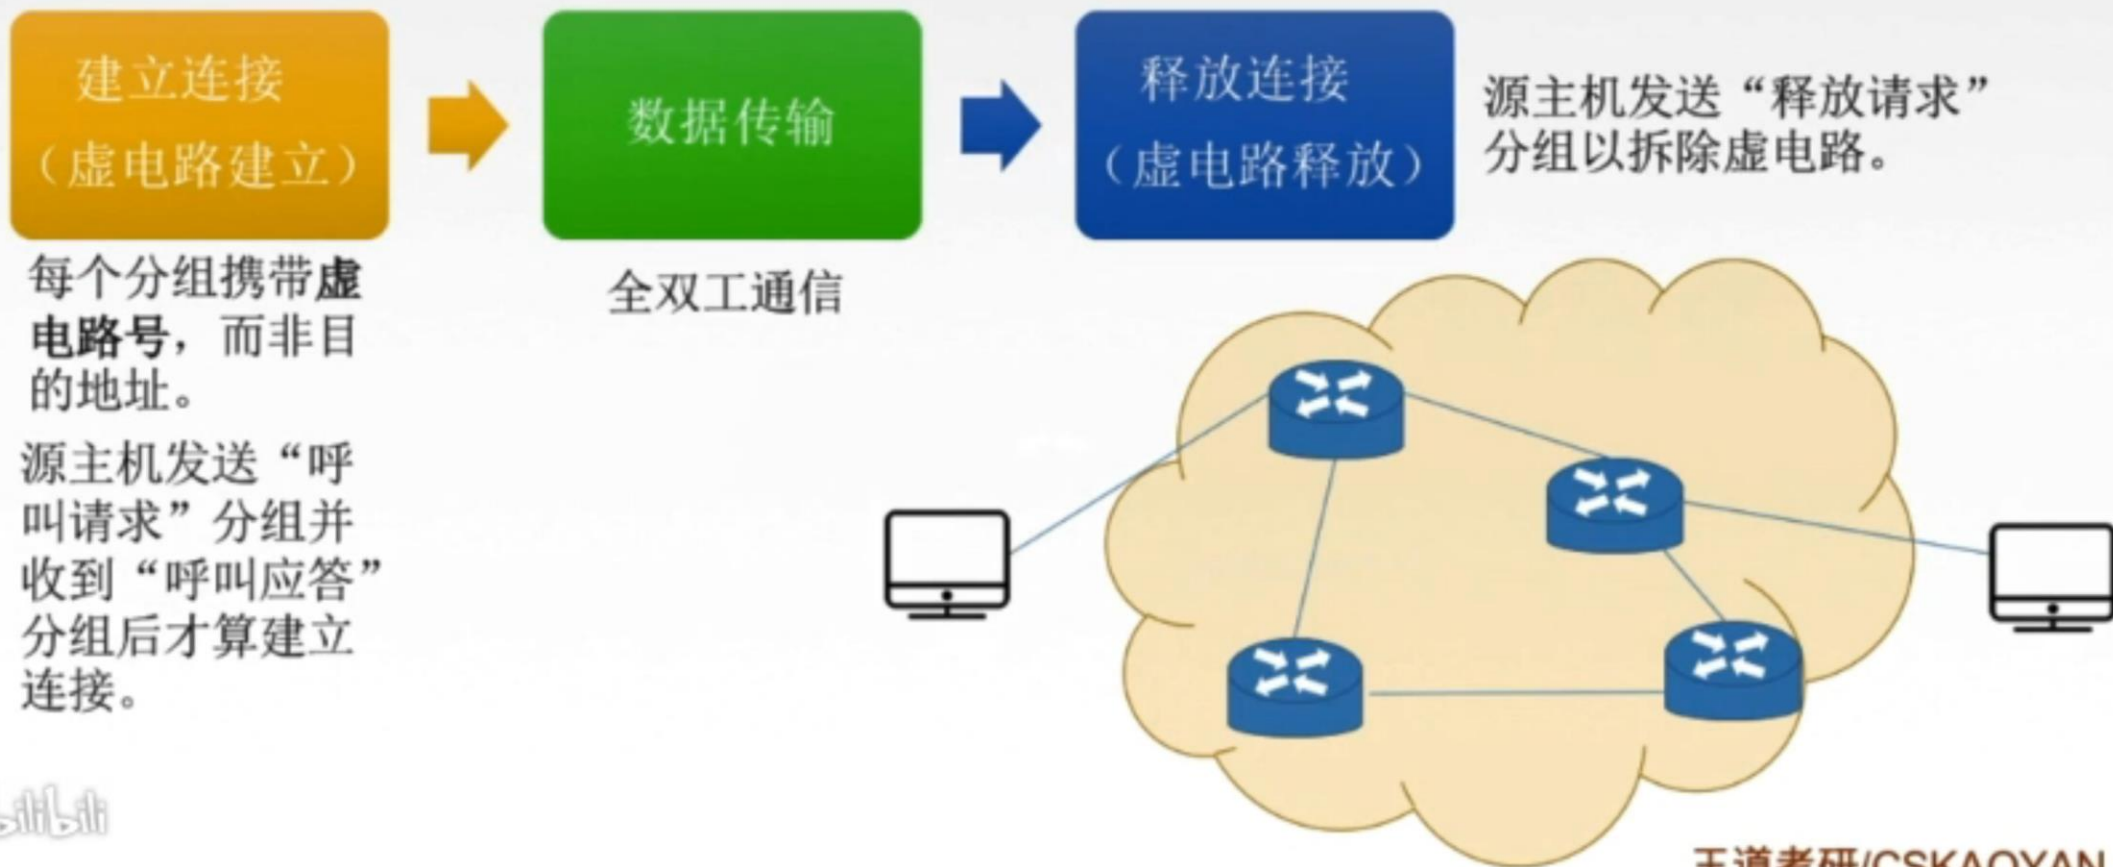 建立连接
（虚电路建立）
数据传输
释放连接
（虚电路释放）
源主机发送“释放请求”
分组以拆除虚电路。
每个分组携带虚
电路号，而非目
的地址。
源主机发送“呼
叫请求”分组并
收到“呼叫应答”
分组后才算建立
连接。
全双工通信
bilibili
王道考研/CSKAOYAN